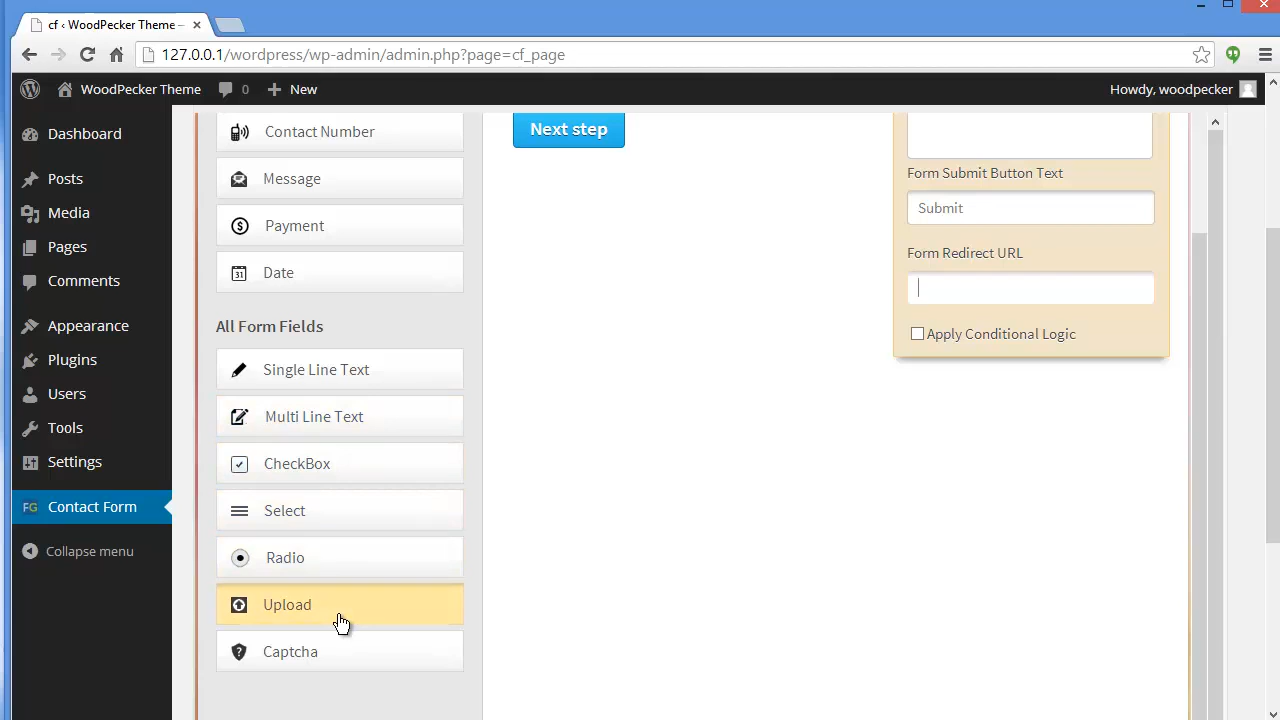 cf ‹ WoodPecker Theme –
127.0.0.1/wordpress/wp-admin/admin.php?page=cf_page
WoodPecker Theme
0
New
Howdy, woodpecker
Dashboard
Posts
Media
Pages
Comments
Appearance
Plugins
Users
Tools
Settings
FG Contact Form
Collapse menu
Contact Number
Message
Payment
31 Date
All Form Fields
Single Line Text
Multi Line Text
CheckBox
Select
Radio
Upload
Captcha
Next step
Form Submit Button Text
Submit
Form Redirect URL
Apply Conditional Logic